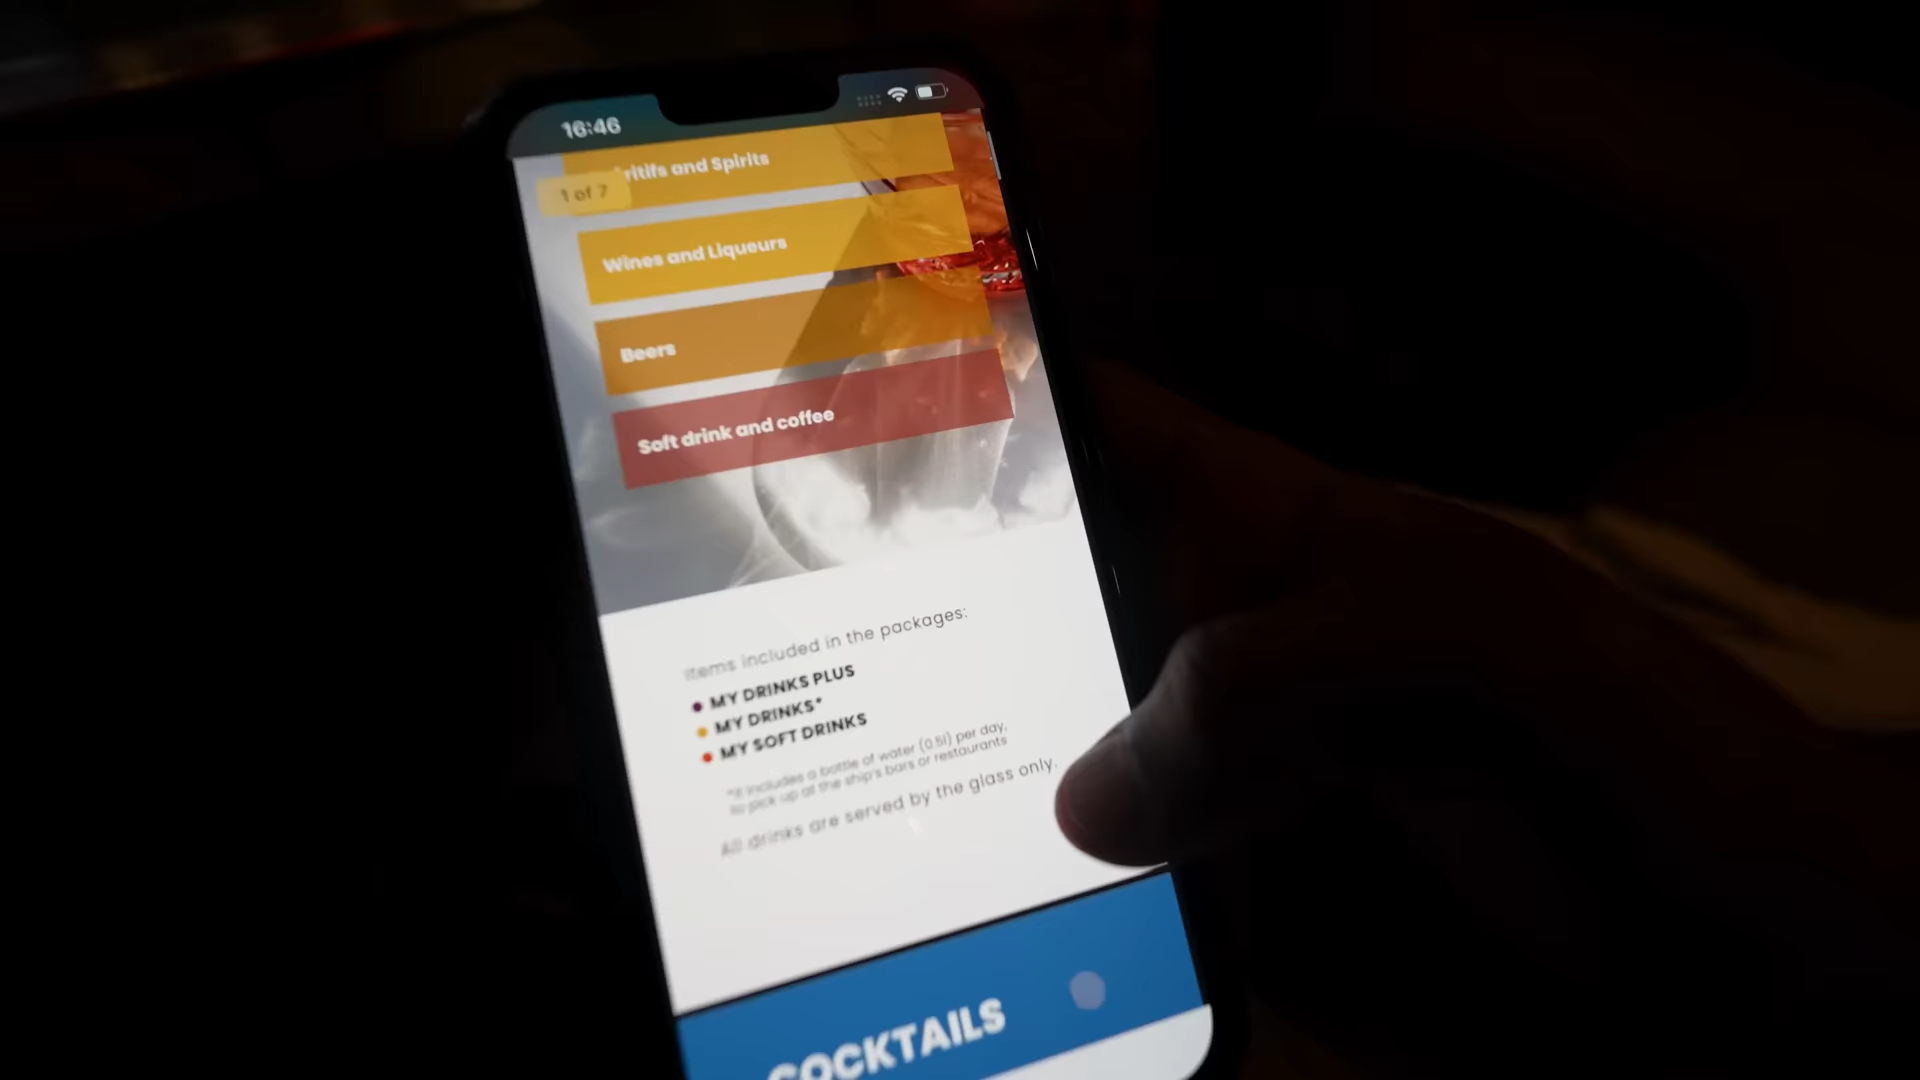 16:46
and Spirits
1 of 7
Wines and Liqueurs
Beers
Soft drink and coffee
Items included in the packages:
MY DRINKS PLUS
MY DRINKS*
MY SOFT DRINKS
*It includes a bottle of water (0.5l) per day,
to pick up at the ship's bars or restaurants
All drinks are served by the glass only.
COCKTAILS